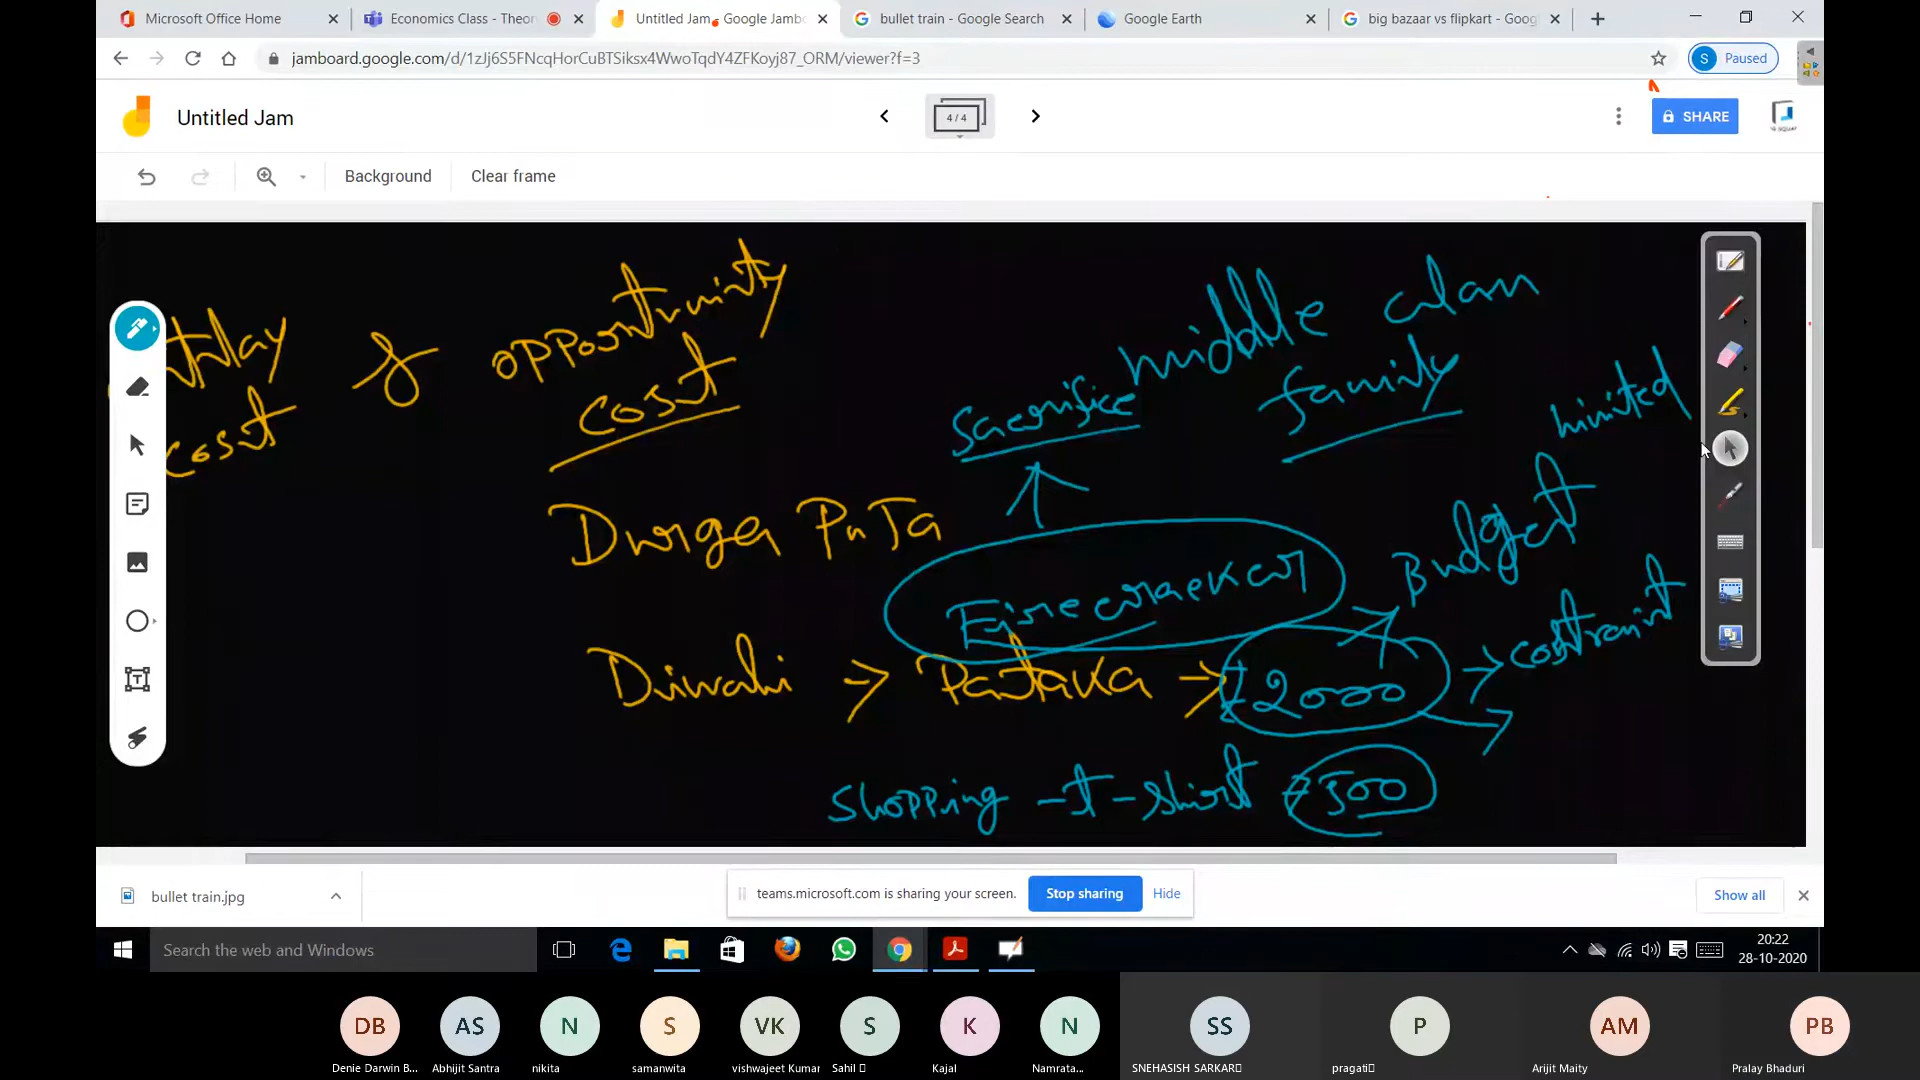 Microsoft Office Home
Economics Class - Theor
Untitled Jam - Google Jambo
bullet train - Google Search
Google Earth
big bazaar vs flipkart - Goog
jamboard.google.com/d/1zJj6S5FNcqHorCuBTSiksx4WwoTqdY4ZFKoyj87_ORM/viewer?f=3
S Paused
Untitled Jam
4 / 4
SHARE
Background
Clear frame
opportunity
cost
cost
middle class
family
Sacrifice
limited
Durga PuJa
Budget
Firecracker
constraint
Diwali → Pataka → ₹2000
Shopping - t-shirt ₹500
bullet train.jpg
teams.microsoft.com is sharing your screen.
Stop sharing
Hide
Show all
Search the web and Windows
20:22
28-10-2020
DB
AS
N
S
VK
S
K
N
SS
P
AM
PB
Denie Darwin B...
Abhijit Santra
nikita
samanwita
vishwajeet Kumar
Sahil
Kajal
Namrata...
SNEHASISH SARKAR
pragati
Arijit Maity
Pralay Bhaduri